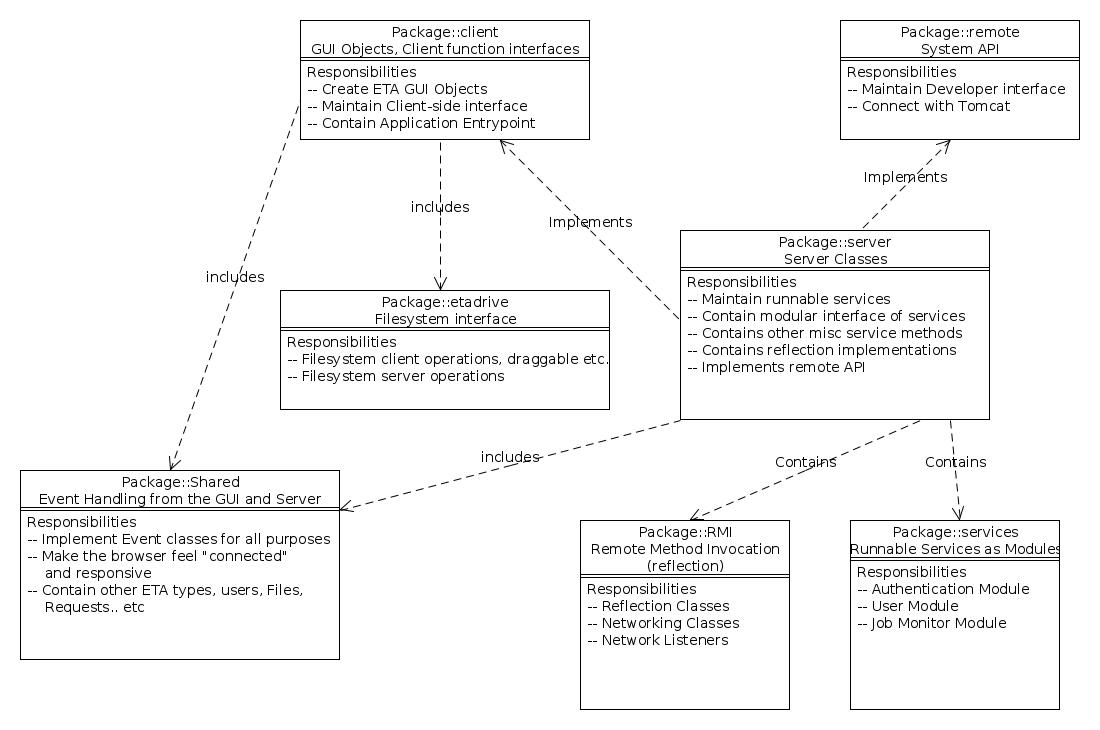 Package::client
GUI Objects, Client function interfaces
Responsibilities
-- Create ETA GUI Objects
-- Maintain Client-side interface
-- Contain Application Entrypoint
Package::remote
System API
Responsibilities
-- Maintain Developer interface
-- Connect with Tomcat
Implements
includes
Implements
includes
Package::server
Server Classes
Responsibilities
-- Maintain runnable services
-- Contain modular interface of services
-- Contains other misc service methods
-- Contains reflection implementations
-- Implements remote API
Package::etadrive
Filesystem interface
Responsibilities
-- Filesystem client operations, draggable etc.
-- Filesystem server operations
includes
Contains
Contains
Package::Shared
Event Handling from the GUI and Server
Responsibilities
-- Implement Event classes for all purposes
-- Make the browser feel "connected"
and responsive
-- Contain other ETA types, users, Files,
Requests.. etc
Package::RMI
Remote Method Invocation
(reflection)
Responsibilities
-- Reflection Classes
-- Networking Classes
-- Network Listeners
Package::services
Runnable Services as Modules
Responsibilities
-- Authentication Module
-- User Module
-- Job Monitor Module